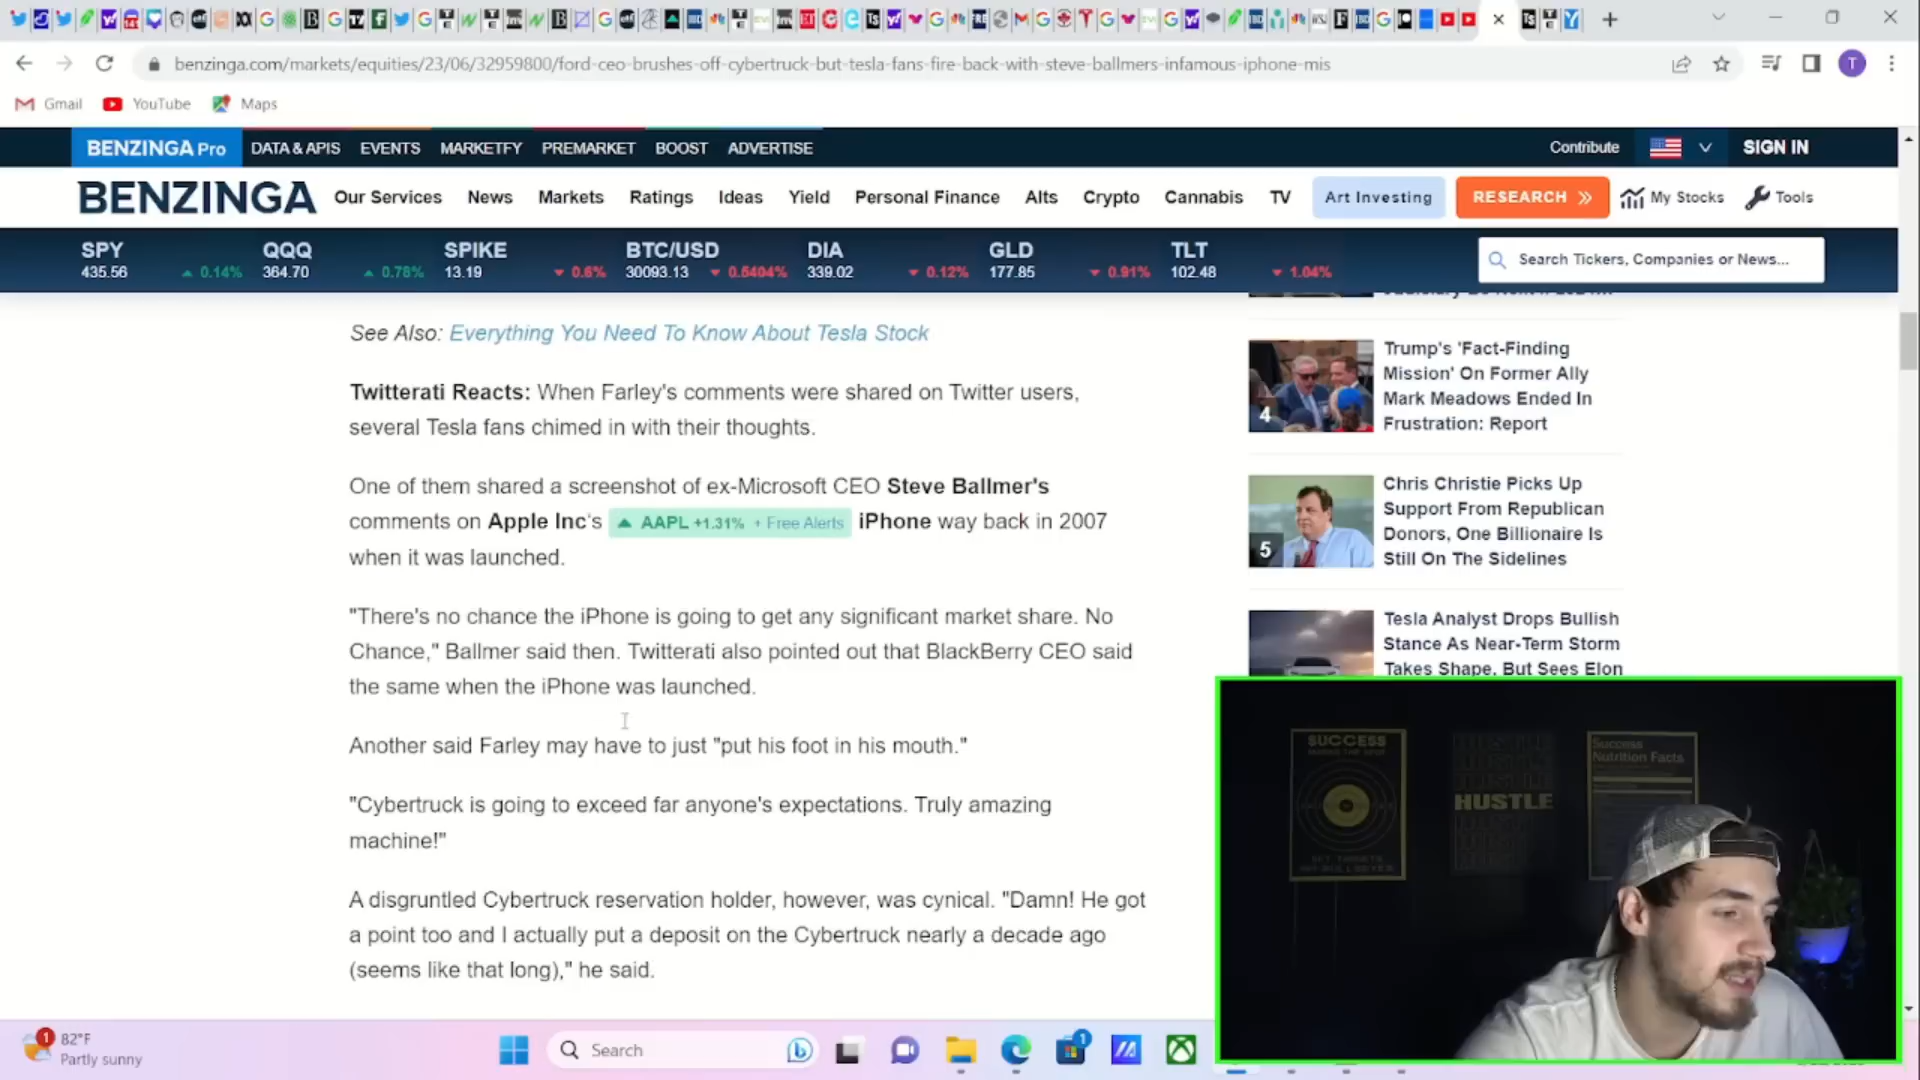 benzinga.com/markets/equities/23/06/32959800/ford-ceo-brushes-off-cybertruck-but-tesla-fans-fire-back-with-steve-ballmers-infamous-iphone-mis
T
Gmail YouTube Maps
BENZINGA Pro DATA & APIS EVENTS MARKETFY PREMARKET BOOST ADVERTISE Contribute SIGN IN
BENZINGA Our Services News Markets Ratings Ideas Yield Personal Finance Alts Crypto Cannabis TV Art Investing RESEARCH My Stocks Tools
SPY QQQ SPIKE BTC/USD DIA GLD TLT
435.56 0.14% 364.70 0.78% 13.19 0.6% 30093.13 0.5404% 339.02 0.12% 177.85 0.91% 102.48 1.04%
Search Tickers, Companies or News...
See Also: Everything You Need To Know About Tesla Stock
Twitterati Reacts: When Farley's comments were shared on Twitter users,
several Tesla fans chimed in with their thoughts.
One of them shared a screenshot of ex-Microsoft CEO Steve Ballmer's
comments on Apple Inc's AAPL +1.31% + Free Alerts iPhone way back in 2007
when it was launched.
"There's no chance the iPhone is going to get any significant market share. No
Chance," Ballmer said then. Twitterati also pointed out that BlackBerry CEO said
the same when the iPhone was launched.
Another said Farley may have to just "put his foot in his mouth."
"Cybertruck is going to exceed far anyone's expectations. Truly amazing
machine!"
A disgruntled Cybertruck reservation holder, however, was cynical. "Damn! He got
a point too and I actually put a deposit on the Cybertruck nearly a decade ago
(seems like that long)," he said.
4
Trump's 'Fact-Finding
Mission' On Former Ally
Mark Meadows Ended In
Frustration: Report
5
Chris Christie Picks Up
Support From Republican
Donors, One Billionaire Is
Still On The Sidelines
Tesla Analyst Drops Bullish
Stance As Near-Term Storm
Takes Shape, But Sees Elon
SUCCESS
HUSTLE
Success
Nutrition Facts
1
82°F
Partly sunny
Search
1